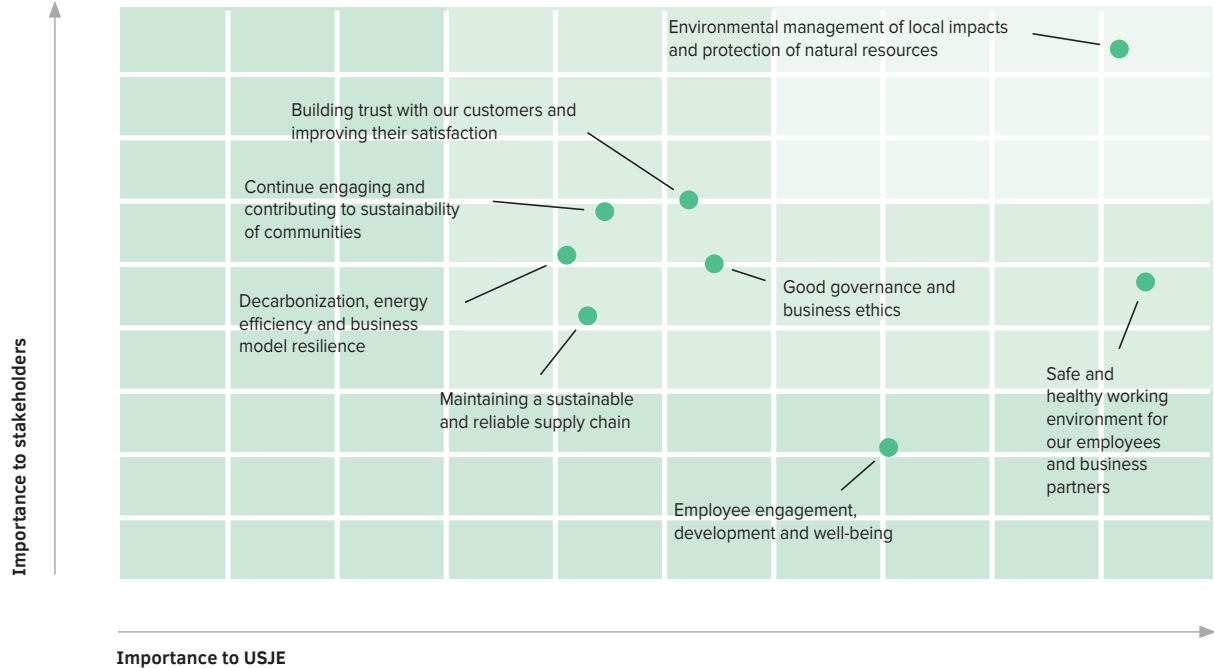 Environmental management of local impacts
and protection of natural resources
Building trust with our customers and
improving their satisfaction
Continue engaging and
contributing to sustainability
of communities
Decarbonization, energy
efficiency and business
model resilience
Good governance and
business ethics
Maintaining a sustainable
and reliable supply chain
Safe and
healthy working
environment for
our employees
and business
partners
Employee engagement,
development and well-being
Importance to stakeholders
Importance to USJE